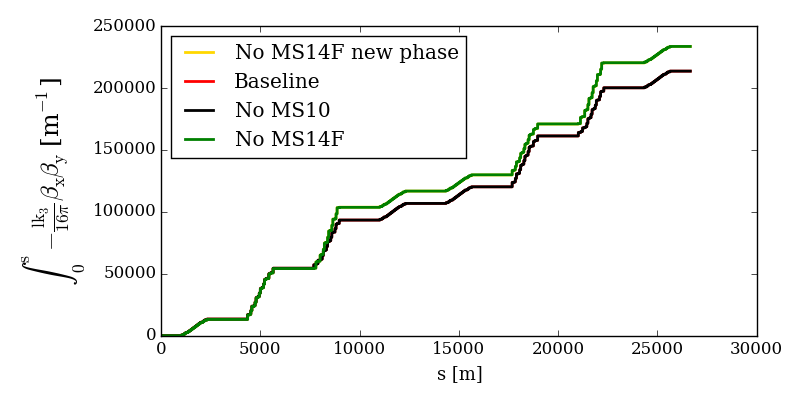 250000
200000
150000
100000
50000
0
∫₀ˢ −lk₃/16π βₓβᵧ [m⁻¹]
No MS14F new phase
Baseline
No MS10
No MS14F
0 5000 10000 15000 20000 25000 30000
s [m]